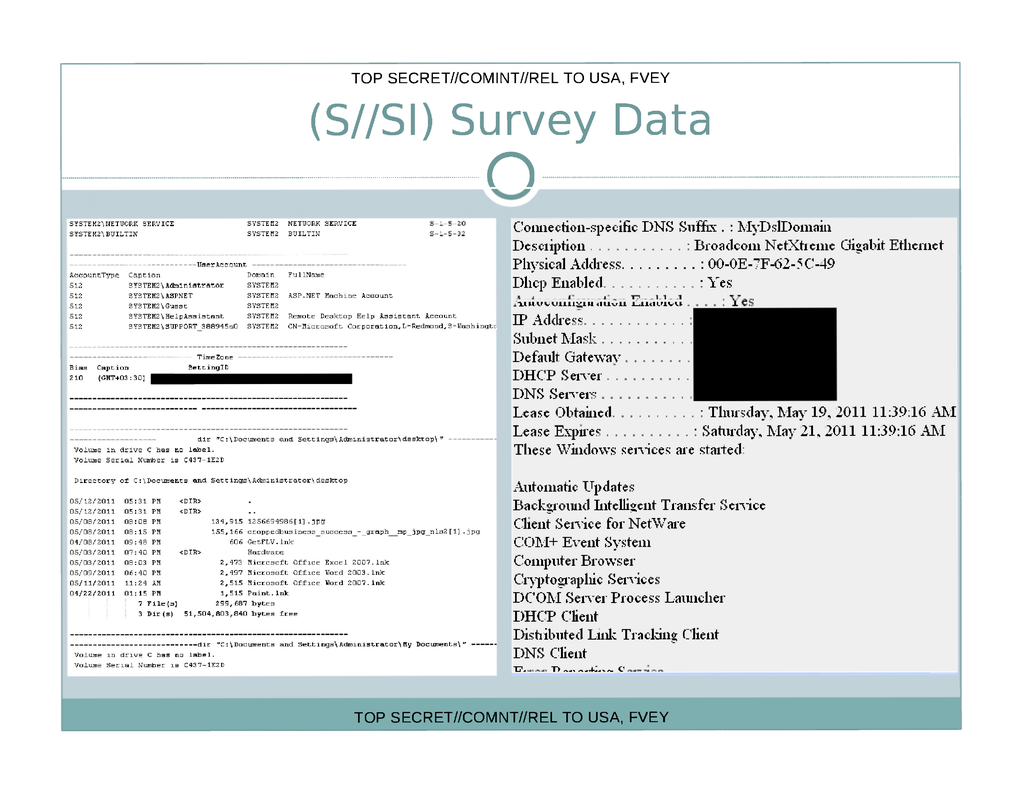 TOP SECRET//COMINT//REL TO USA, FVEY
(S//SI) Survey Data
SYSTEM2\NETWORK SERVICE SYSTEM2 NETWORK SERVICE S-1-5-20
SYSTEM2\BUILTIN SYSTEM2 BUILTIN S-1-5-32
UserAccount
AccountType Caption Domain FullName
512 SYSTEM2\Administrator SYSTEM2
512 SYSTEM2\ASPNET SYSTEM2 ASP.NET Machine Account
512 SYSTEM2\Guest SYSTEM2
512 SYSTEM2\HelpAssistant SYSTEM2 Remote Desktop Help Assistant Account
512 SYSTEM2\SUPPORT_388945a0 SYSTEM2 CN=Microsoft Corporation,L=Redmond,S=Washingto
TimeZone
Bias Caption SettingID
210 (GMT+03:30)
dir "C:\Documents and Settings\Administrator\desktop\"
Volume in drive C has no label.
Volume Serial Number is C437-1E2D
Directory of C:\Documents and Settings\Administrator\desktop
05/12/2011 05:31 PM <DIR> .
05/12/2011 05:31 PM <DIR> ..
05/08/2011 08:08 PM 134,915 1256694986[1].jpg
05/08/2011 08:15 PM 155,166 croppedbusiness_success_-_graph__mp_jpg_nlo2[1].jpg
04/08/2011 09:48 PM 606 GetFLV.lnk
05/03/2011 07:40 PM <DIR> Hardware
05/03/2011 08:03 PM 2,473 Microsoft Office Excel 2007.lnk
05/09/2011 06:40 PM 2,497 Microsoft Office Word 2003.lnk
05/11/2011 11:24 AM 2,515 Microsoft Office Word 2007.lnk
04/22/2011 01:15 PM 1,515 Paint.lnk
7 File(s) 299,687 bytes
3 Dir(s) 51,504,803,840 bytes free
dir "C:\Documents and Settings\Administrator\My Documents\"
Volume in drive C has no label.
Volume Serial Number is C437-1E2D
Connection-specific DNS Suffix . : MyDslDomain
Description . . . . . . . . . . . : Broadcom NetXtreme Gigabit Ethernet
Physical Address. . . . . . . . . : 00-0E-7F-62-5C-49
Dhcp Enabled. . . . . . . . . . . : Yes
Autoconfiguration Enabled . . . . : Yes
IP Address. . . . . . . . . . . . :
Subnet Mask . . . . . . . . . . . :
Default Gateway . . . . . . . . . :
DHCP Server . . . . . . . . . . . :
DNS Servers . . . . . . . . . . . :
Lease Obtained. . . . . . . . . . : Thursday, May 19, 2011 11:39:16 AM
Lease Expires . . . . . . . . . . : Saturday, May 21, 2011 11:39:16 AM
These Windows services are started:
Automatic Updates
Background Intelligent Transfer Service
Client Service for NetWare
COM+ Event System
Computer Browser
Cryptographic Services
DCOM Server Process Launcher
DHCP Client
Distributed Link Tracking Client
DNS Client
Error Reporting Service
TOP SECRET//COMNT//REL TO USA, FVEY